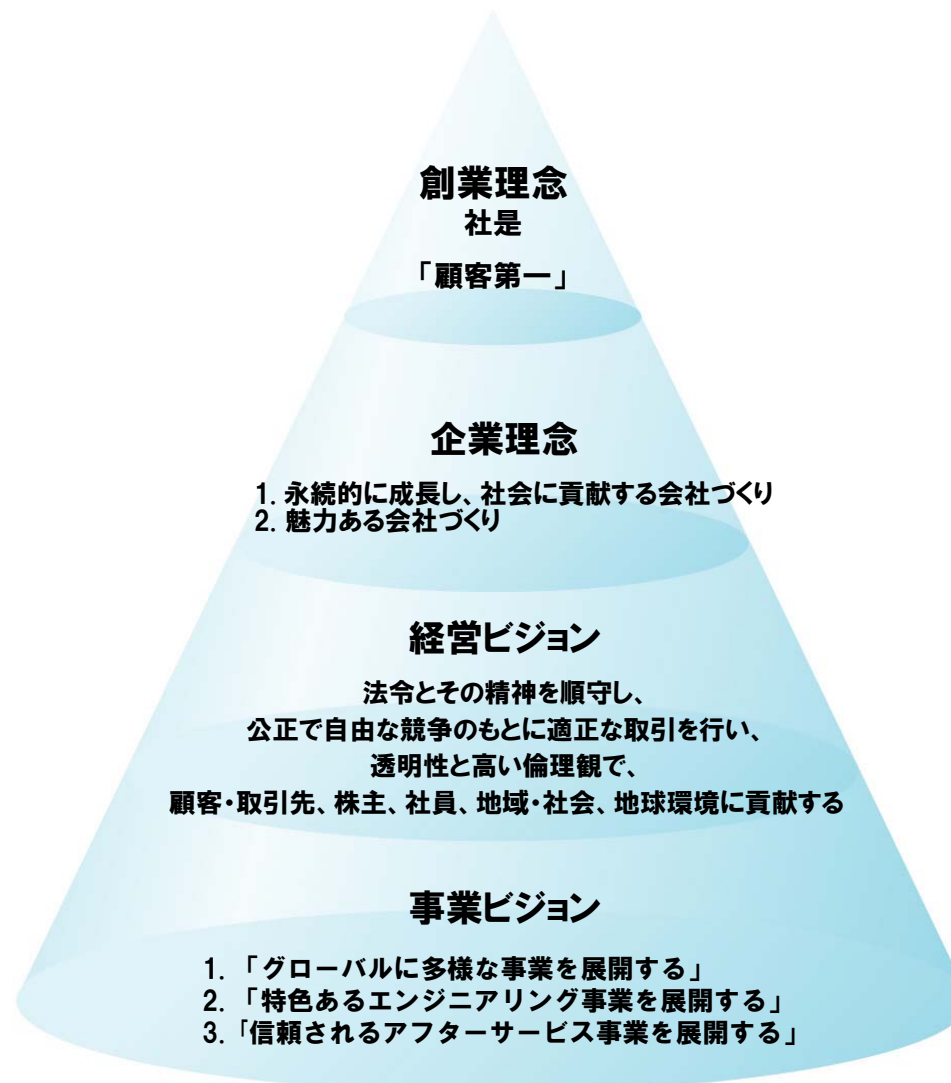 創業理念
社是
「顧客第一」
企業理念
1. 永続的に成長し、社会に貢献する会社づくり
2. 魅力ある会社づくり
経営ビジョン
法令とその精神を順守し、
公正で自由な競争のもとに適正な取引を行い、
透明性と高い倫理観で、
顧客・取引先、株主、社員、地域・社会、地球環境に貢献する
事業ビジョン
1. 「グローバルに多様な事業を展開する」
2. 「特色あるエンジニアリング事業を展開する」
3. 「信頼されるアフターサービス事業を展開する」